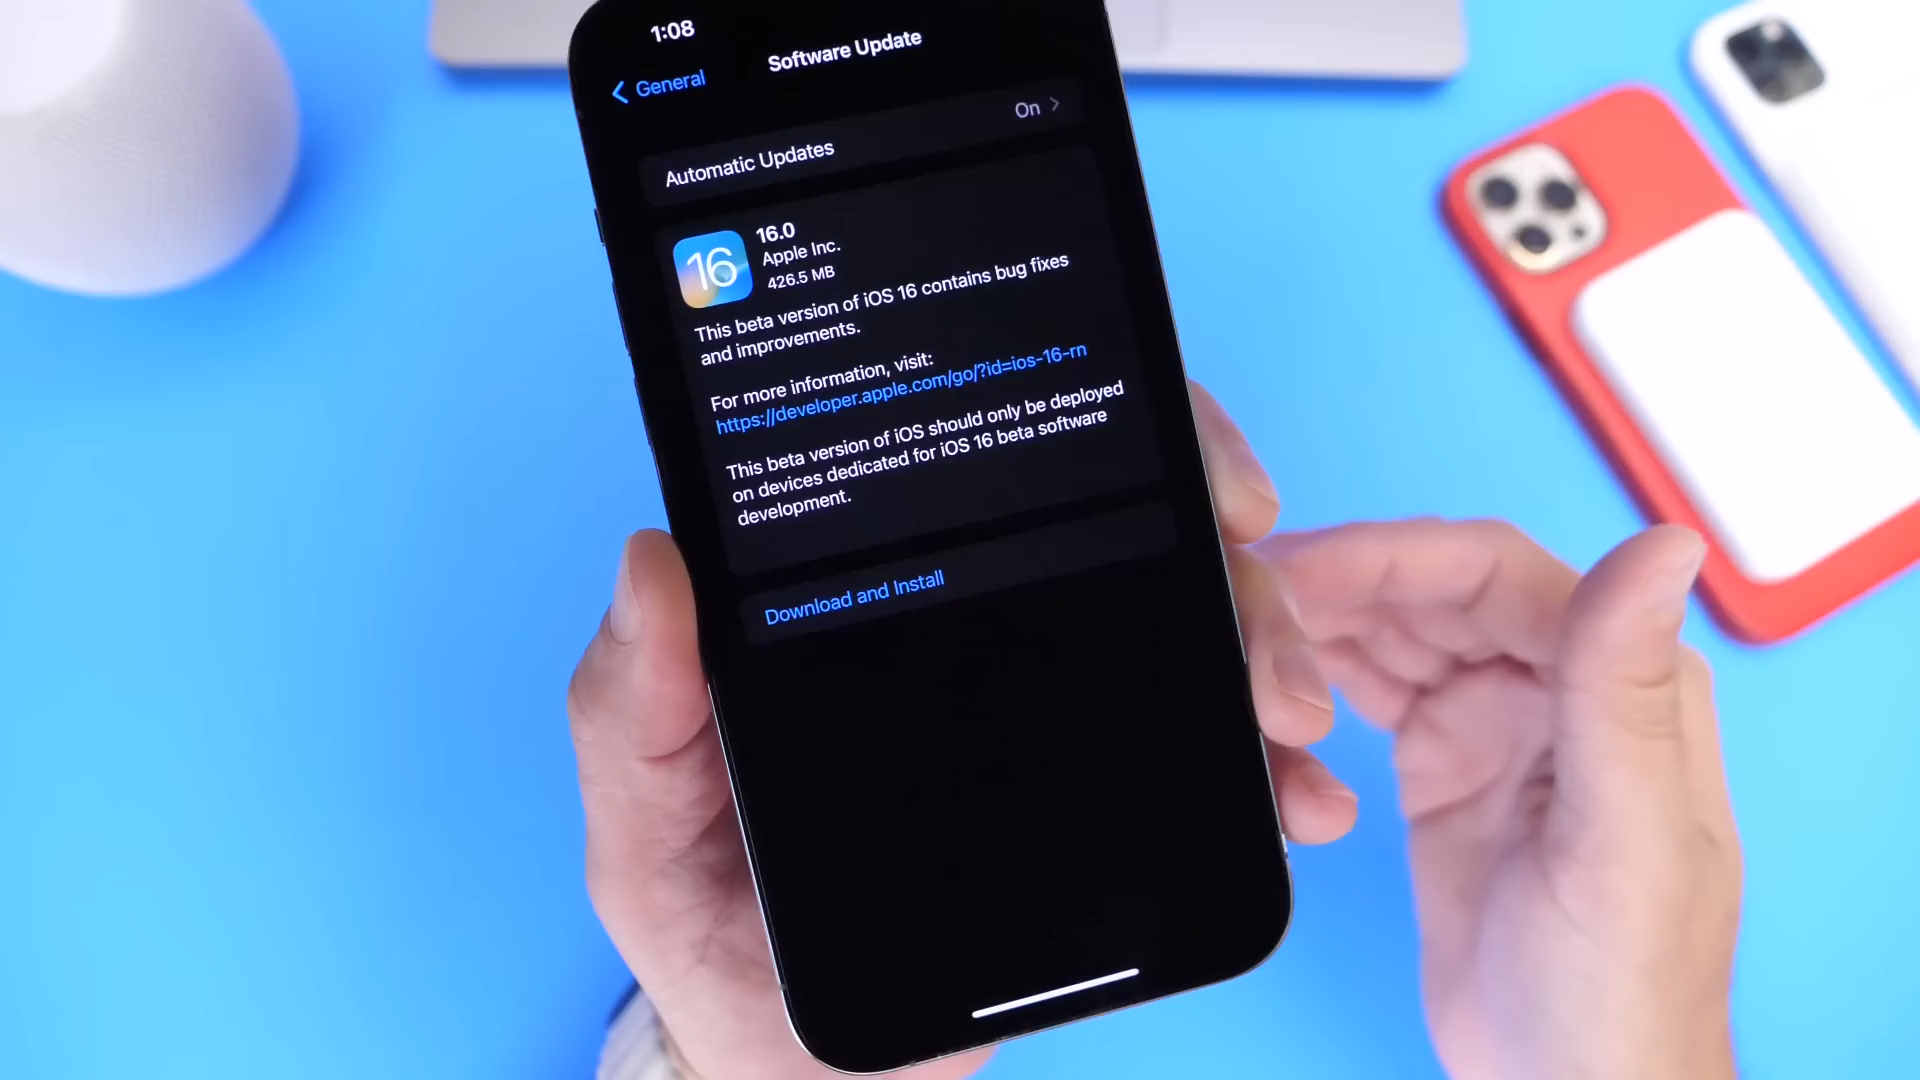 1:08
Software Update
General
Automatic Updates
On
16
16.0
Apple Inc.
426.5 MB
This beta version of iOS 16 contains bug fixes
and improvements.
For more information, visit:
https://developer.apple.com/go/?id=ios-16-rn
This beta version of iOS should only be deployed
on devices dedicated for iOS 16 beta software
development.
Download and Install